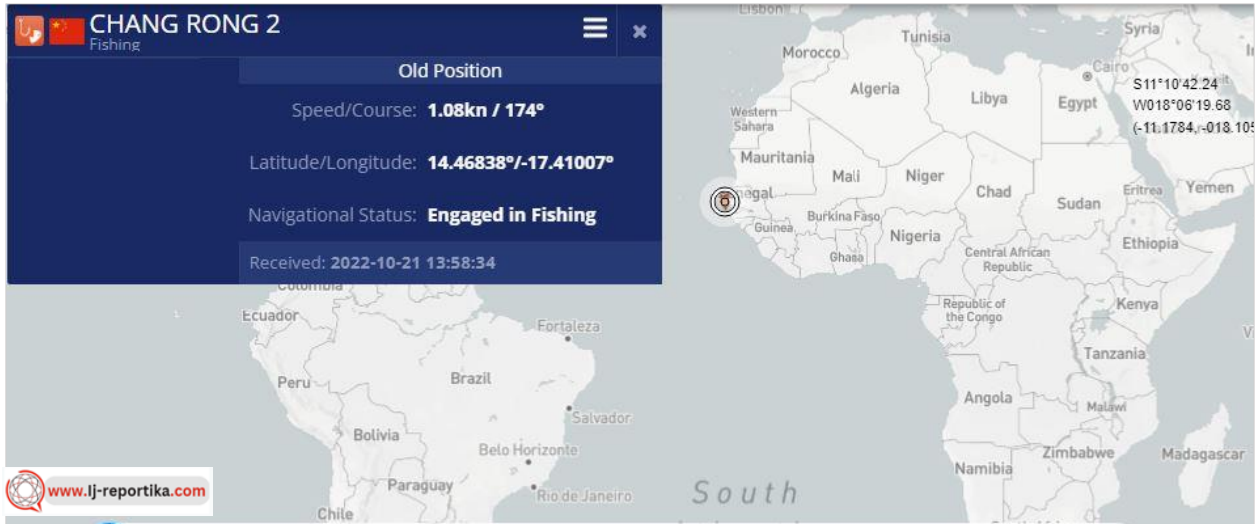 CHANG RONG 2
Fishing
Old Position
Speed/Course: 1.08kn / 174°
Latitude/Longitude: 14.46838°/-17.41007°
Navigational Status: Engaged in Fishing
Received: 2022-10-21 13:58:34
Lisbon
Morocco
Tunisia
Syria
Cairo
Algeria
Libya
Egypt
S11°10'42.24
W018°06'19.68
(-11.1784,-018.105
Western
Sahara
Mauritania
Mali
Niger
Chad
Sudan
Eritrea
Yemen
Burkina Faso
Guinea
Ghana
Nigeria
Central African
Republic
Ethiopia
Colombia
Ecuador
Fortaleza
Republic of
the Congo
Kenya
Tanzania
Peru
Brazil
Salvador
Angola
Malawi
Bolivia
Belo Horizonte
Zimbabwe
Madagascar
Namibia
www.lj-reportika.com
Paraguay
Rio de Janeiro
South
Chile